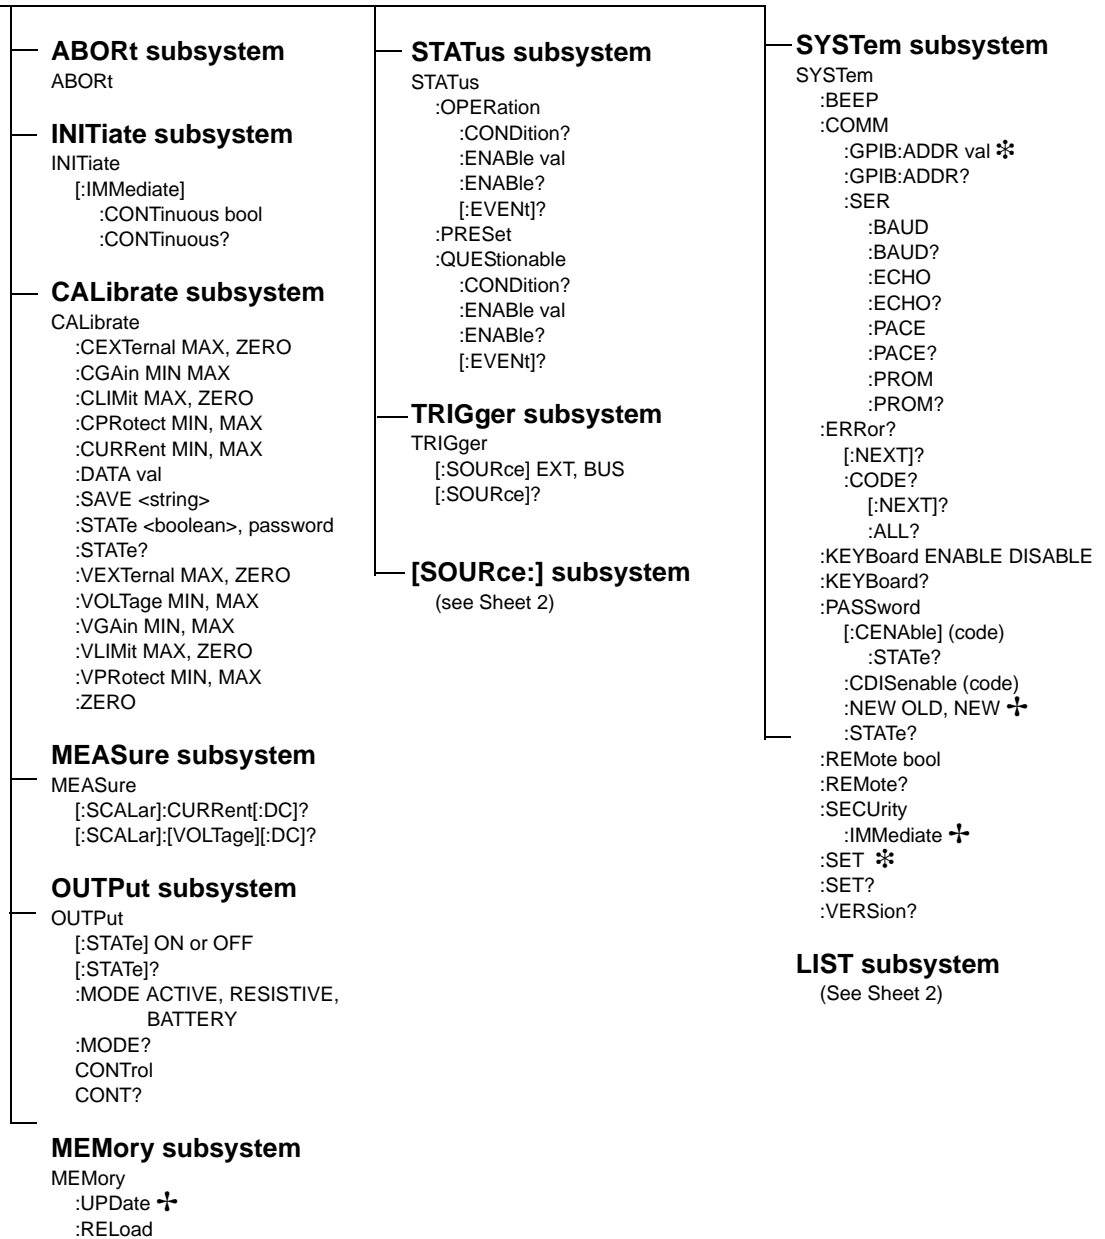 ABORt subsystem
ABORt
INITiate subsystem
INITiate
[:IMMediate]
:CONTinuous bool
:CONTinuous?
CALibrate subsystem
CALibrate
:CEXTernal MAX, ZERO
:CGAin MIN MAX
:CLIMit MAX, ZERO
:CPRotect MIN, MAX
:CURRent MIN, MAX
:DATA val
:SAVE <string>
:STATe <boolean>, password
:STATe?
:VEXTernal MAX, ZERO
:VOLTage MIN, MAX
:VGAin MIN, MAX
:VLIMit MAX, ZERO
:VPRotect MIN, MAX
:ZERO
MEASure subsystem
MEASure
[:SCALar]:CURRent[:DC]?
[:SCALar]:[VOLTage][:DC]?
OUTPut subsystem
OUTPut
[:STATe] ON or OFF
[:STATe]?
:MODE ACTIVE, RESISTIVE,
BATTERY
:MODE?
CONTrol
CONT?
MEMory subsystem
MEMory
:UPDate ✢
:RELoad
STATus subsystem
STATus
:OPERation
:CONDition?
:ENABle val
:ENABle?
[:EVENt]?
:PRESet
:QUEStionable
:CONDition?
:ENABle val
:ENABle?
[:EVENt]?
TRIGger subsystem
TRIGger
[:SOURce] EXT, BUS
[:SOURce]?
[SOURce:] subsystem
(see Sheet 2)
SYSTem subsystem
SYSTem
:BEEP
:COMM
:GPIB:ADDR val ❇
:GPIB:ADDR?
:SER
:BAUD
:BAUD?
:ECHO
:ECHO?
:PACE
:PACE?
:PROM
:PROM?
:ERRor?
[:NEXT]?
:CODE?
[:NEXT]?
:ALL?
:KEYBoard ENABLE DISABLE
:KEYBoard?
:PASSword
[:CENAble] (code)
:STATe?
:CDISenable (code)
:NEW OLD, NEW ✢
:STATe?
:REMote bool
:REMote?
:SECUrity
:IMMediate ✢
:SET ❇
:SET?
:VERSion?
LIST subsystem
(See Sheet 2)